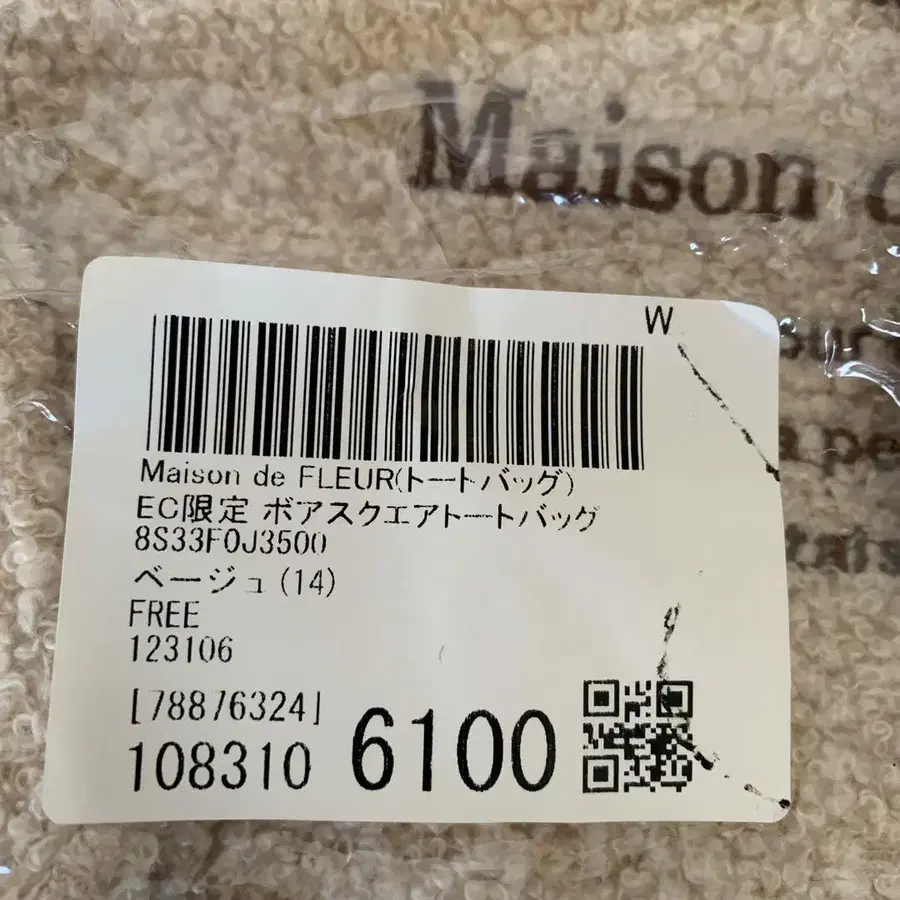 Maison d
W
Maison de FLEUR(トートバッグ)
EC限定 ボアスクエアトートバッグ
8S33F0J3500
ベージュ(14)
FREE
123106
[78876324]
108310 6100